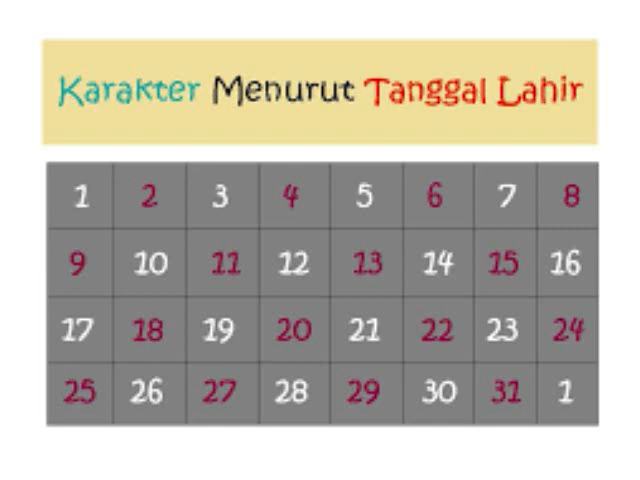 Karakter Menurut Tanggal Lahir
1 2 3 4 5 6 7 8
9 10 11 12 13 14 15 16
17 18 19 20 21 22 23 24
25 26 27 28 29 30 31 1